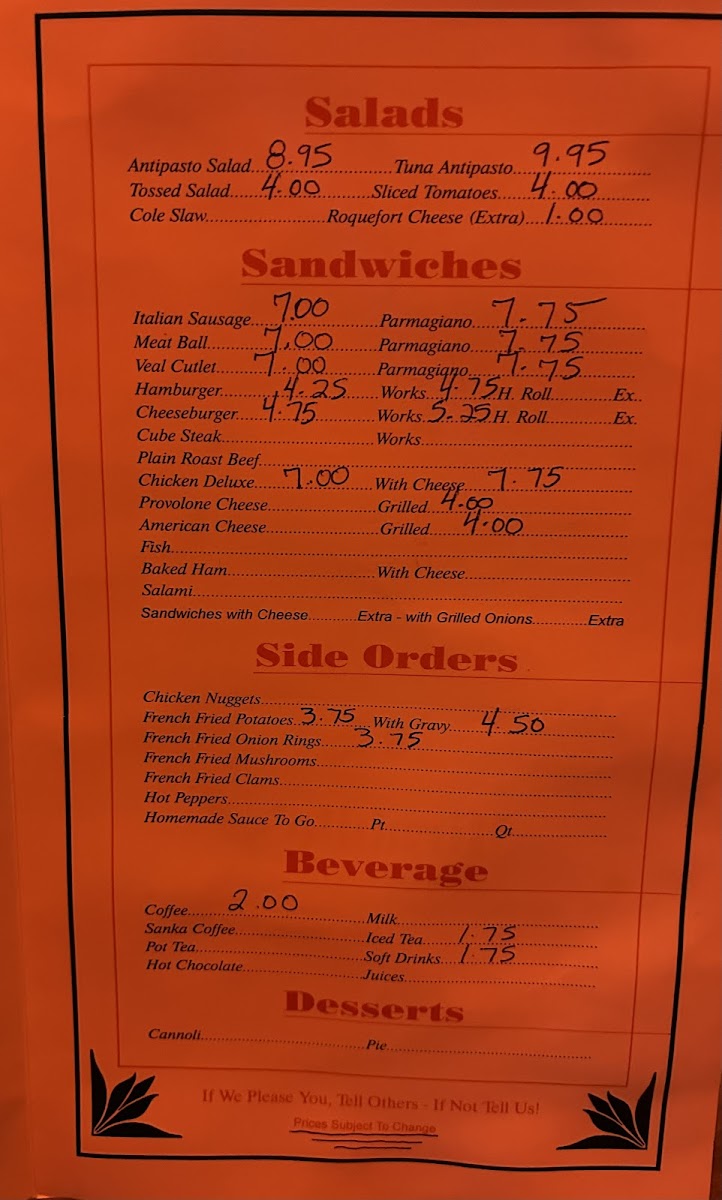 Salads
Antipasto Salad 8.95 Tuna Antipasto 9.95
Tossed Salad 4.00 Sliced Tomatoes 4.00
Cole Slaw Roquefort Cheese (Extra) 1.00
Sandwiches
Italian Sausage 7.00 Parmagiano 7.75
Meat Ball 7.00 Parmagiano 7.75
Veal Cutlet 7.00 Parmagiano 7.75
Hamburger 4.25 Works 4.75 H. Roll Ex.
Cheeseburger 4.75 Works 5.25 H. Roll Ex.
Cube Steak Works
Plain Roast Beef
Chicken Deluxe 7.00 With Cheese 7.75
Provolone Cheese Grilled 4.00
American Cheese Grilled 4.00
Fish
Baked Ham With Cheese
Salami
Sandwiches with Cheese Extra - with Grilled Onions Extra
Side Orders
Chicken Nuggets
French Fried Potatoes 3.75 With Gravy 4.50
French Fried Onion Rings 3.75
French Fried Mushrooms
French Fried Clams
Hot Peppers
Homemade Sauce To Go Pt. Qt.
Beverage
Coffee 2.00 Milk
Sanka Coffee Iced Tea 1.75
Pot Tea Soft Drinks 1.75
Hot Chocolate Juices
Desserts
Cannoli Pie
If We Please You, Tell Others - If Not Tell Us!
Prices Subject To Change